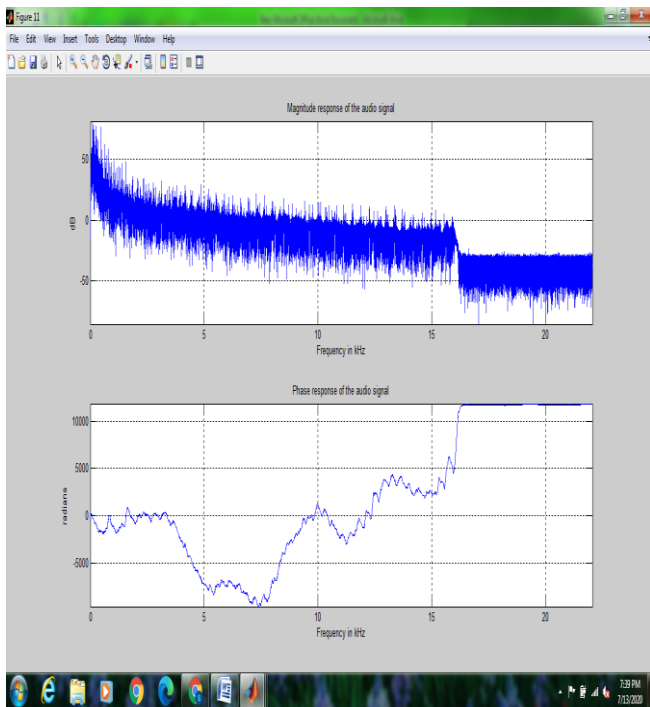 Figure 11
File Edit View Insert Tools Desktop Window Help
Magnitude response of the audio signal
50
0
-50
dB
0 5 10 15 20
Frequency in kHz
Phase response of the audio signal
10000
5000
0
-5000
radians
0 5 10 15 20
Frequency in kHz
7:39 PM
7/13/2020